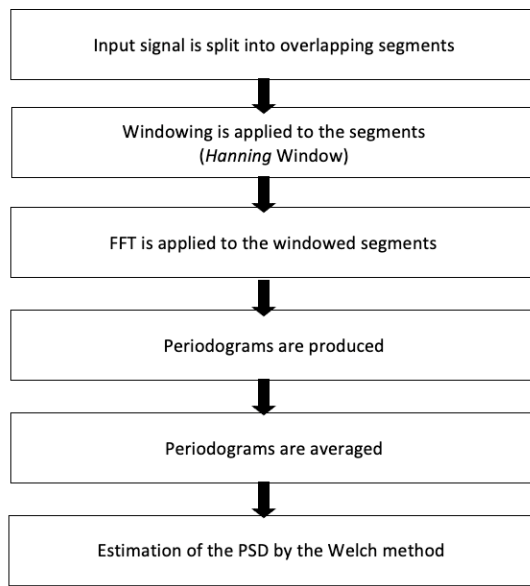 Input signal is split into overlapping segments
Windowing is applied to the segments
(Hanning Window)
FFT is applied to the windowed segments
Periodograms are produced
Periodograms are averaged
Estimation of the PSD by the Welch method